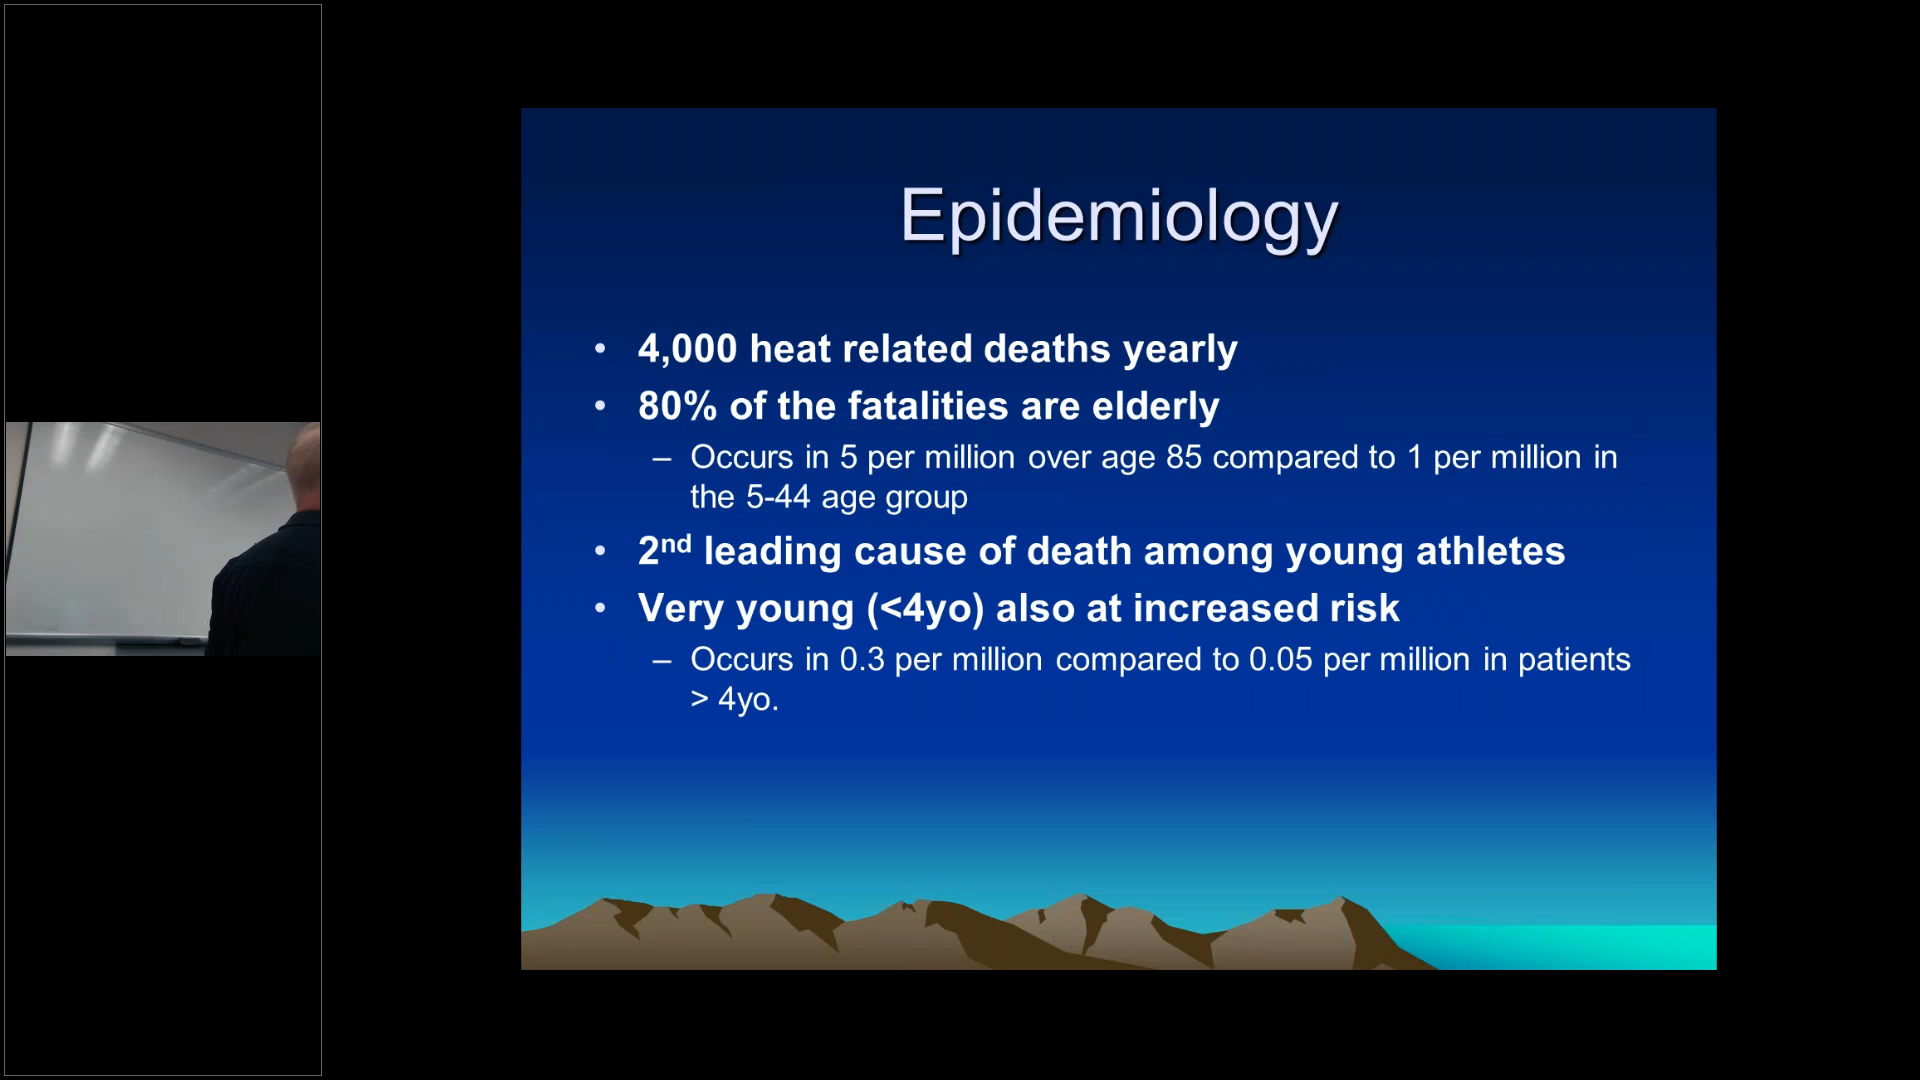 Epidemiology
• 4,000 heat related deaths yearly
• 80% of the fatalities are elderly
– Occurs in 5 per million over age 85 compared to 1 per million in
the 5-44 age group
• 2nd leading cause of death among young athletes
• Very young (<4yo) also at increased risk
– Occurs in 0.3 per million compared to 0.05 per million in patients
> 4yo.